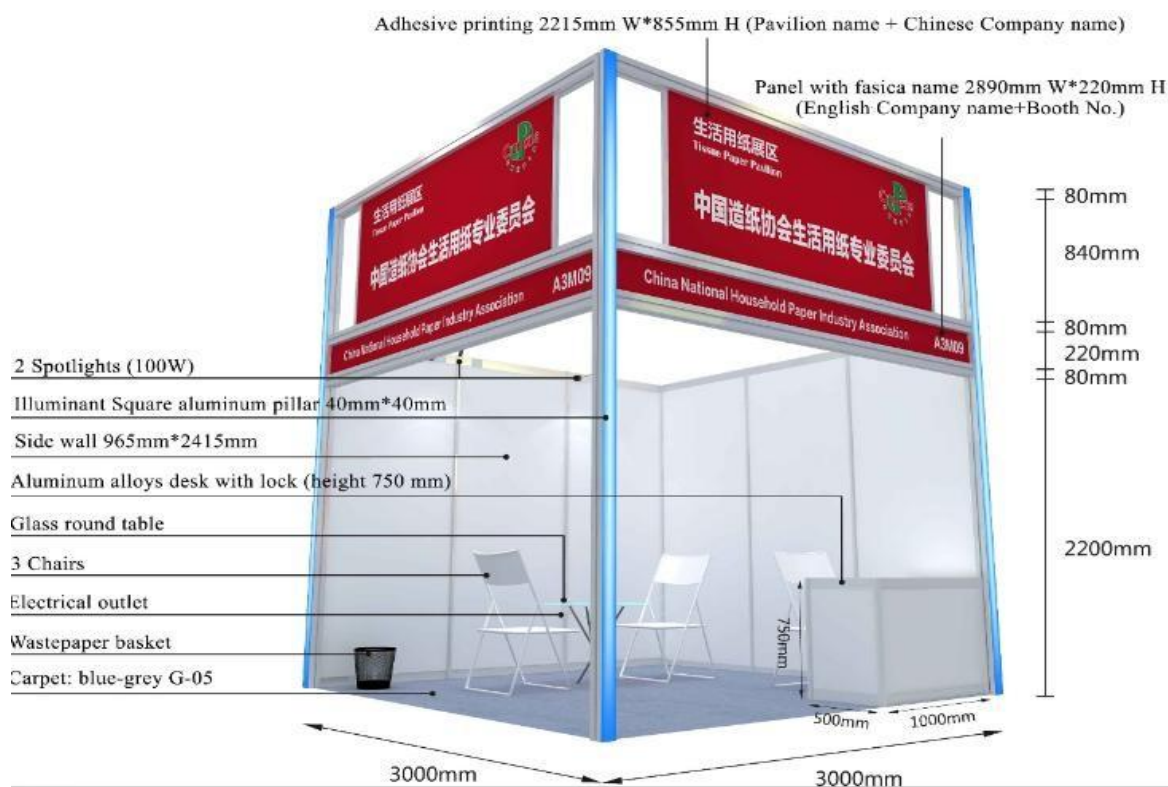 Adhesive printing 2215mm W*855mm H (Pavilion name + Chinese Company name)
Panel with fasica name 2890mm W*220mm H
(English Company name+Booth No.)
生活用纸展区
Tissue Paper Pavilion
中国造纸协会生活用纸专业委员会
China National Household Paper Industry Association
A3M09
生活用纸展区
Tissue Paper Pavilion
中国造纸协会生活用纸专业委员会
China National Household Paper Industry Association
A3M09
80mm
840mm
80mm
220mm
80mm
2200mm
2 Spotlights (100W)
Illuminant Square aluminum pillar 40mm*40mm
Side wall 965mm*2415mm
Aluminum alloys desk with lock (height 750 mm)
Glass round table
3 Chairs
Electrical outlet
Wastepaper basket
Carpet: blue-grey G-05
750mm
500mm
1000mm
3000mm
3000mm